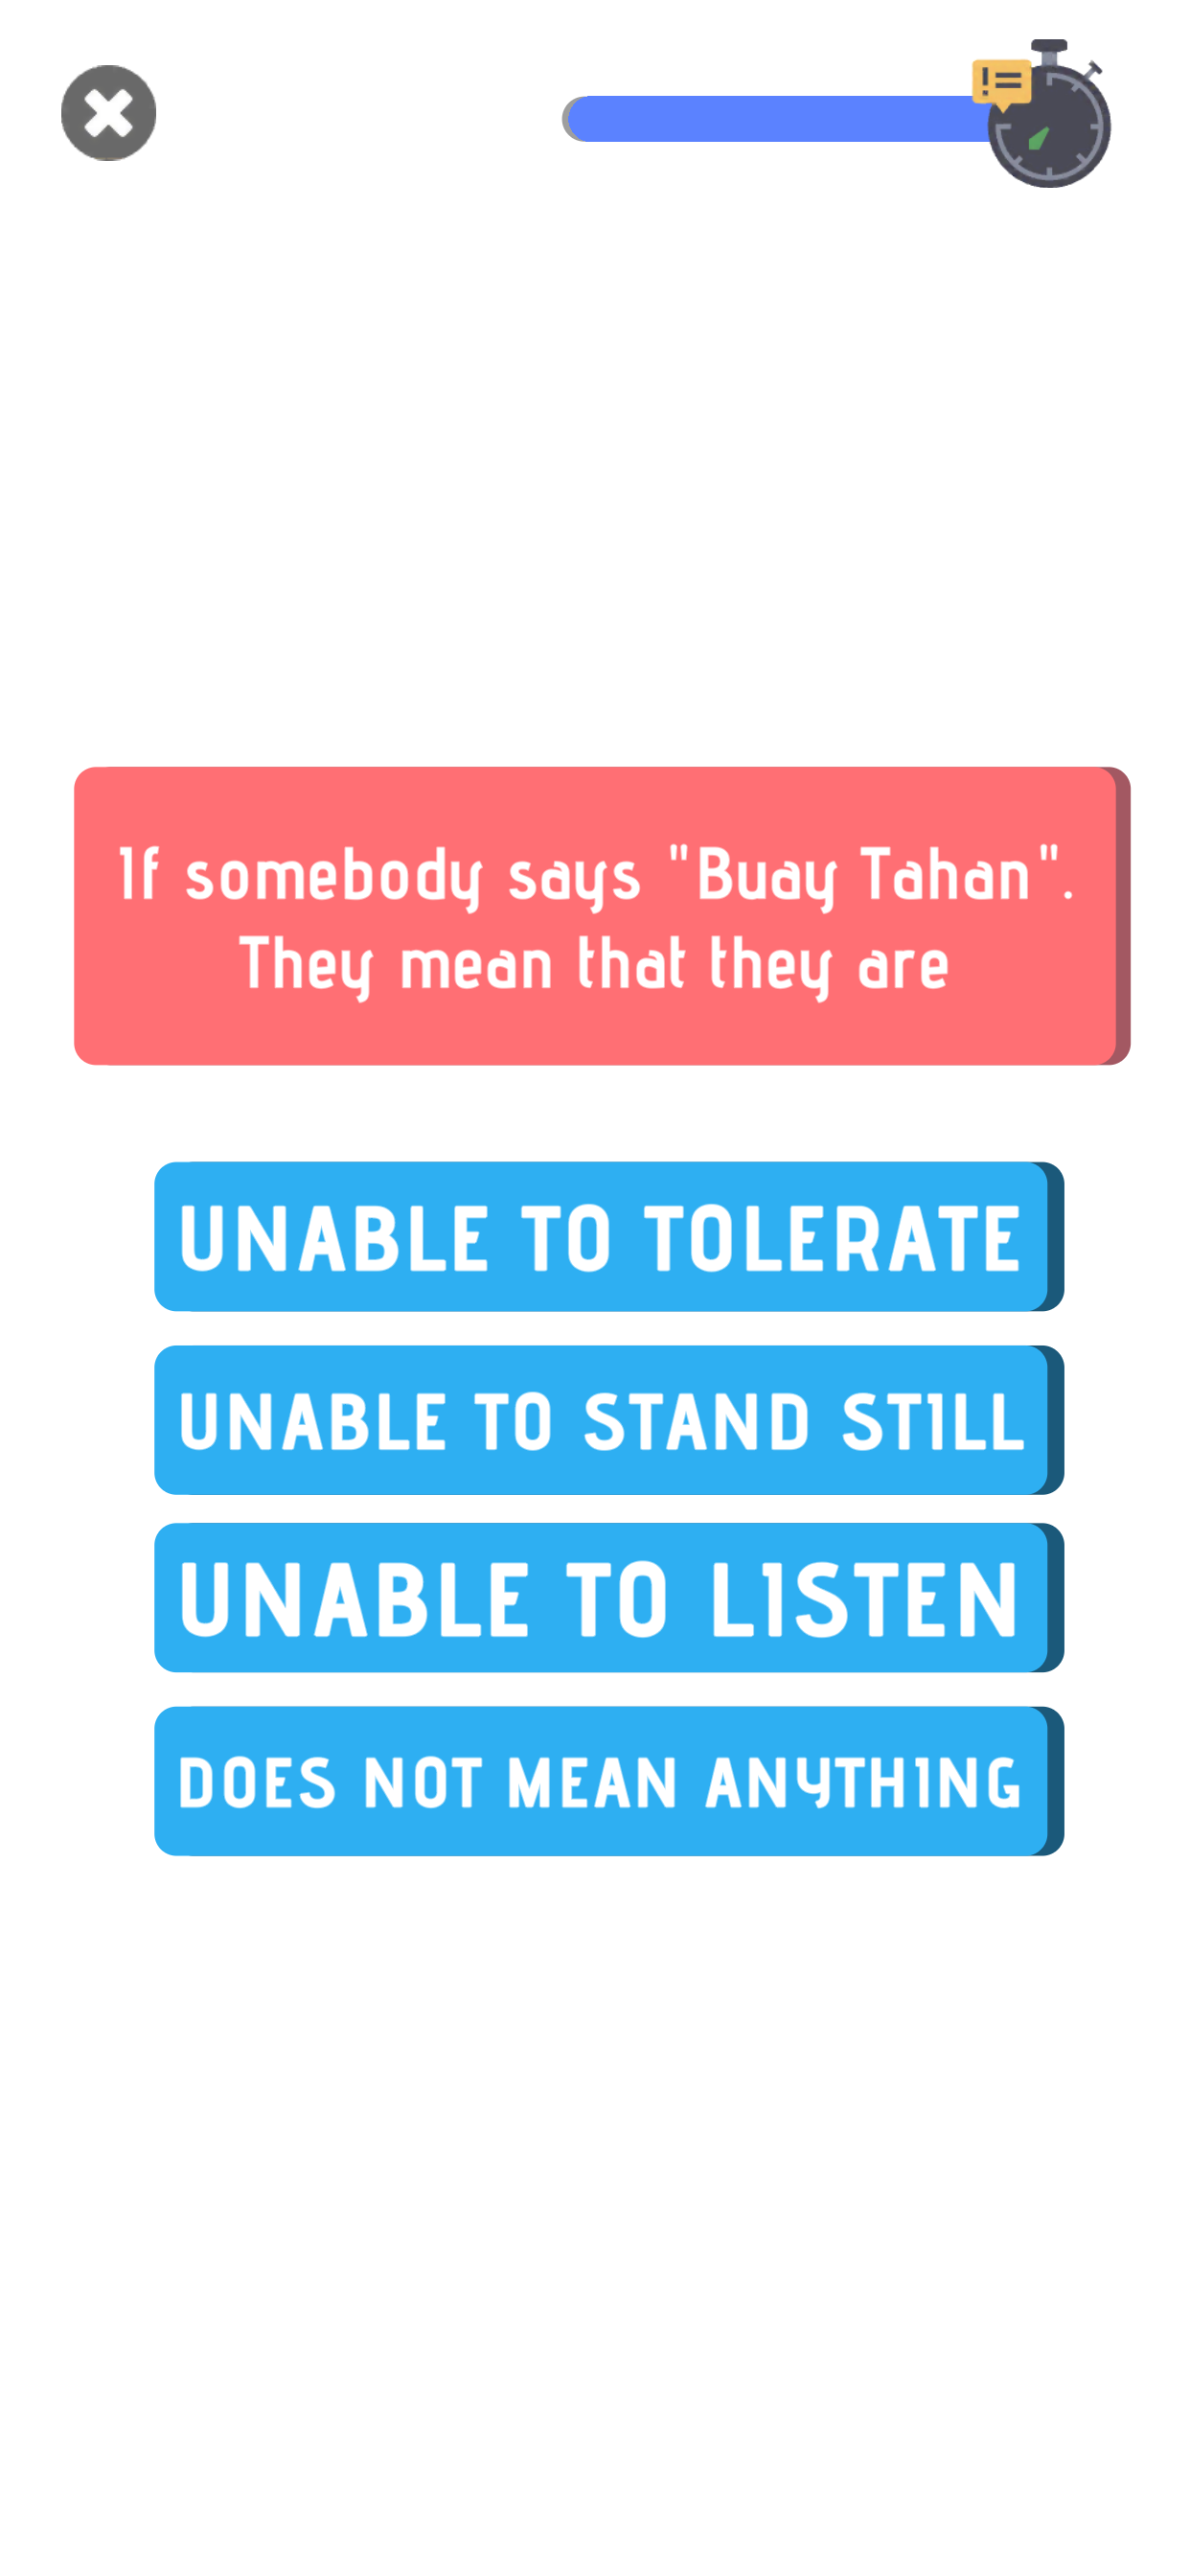 If somebody says "Buay Tahan".
They mean that they are
UNABLE TO TOLERATE
UNABLE TO STAND STILL
UNABLE TO LISTEN
DOES NOT MEAN ANYTHING